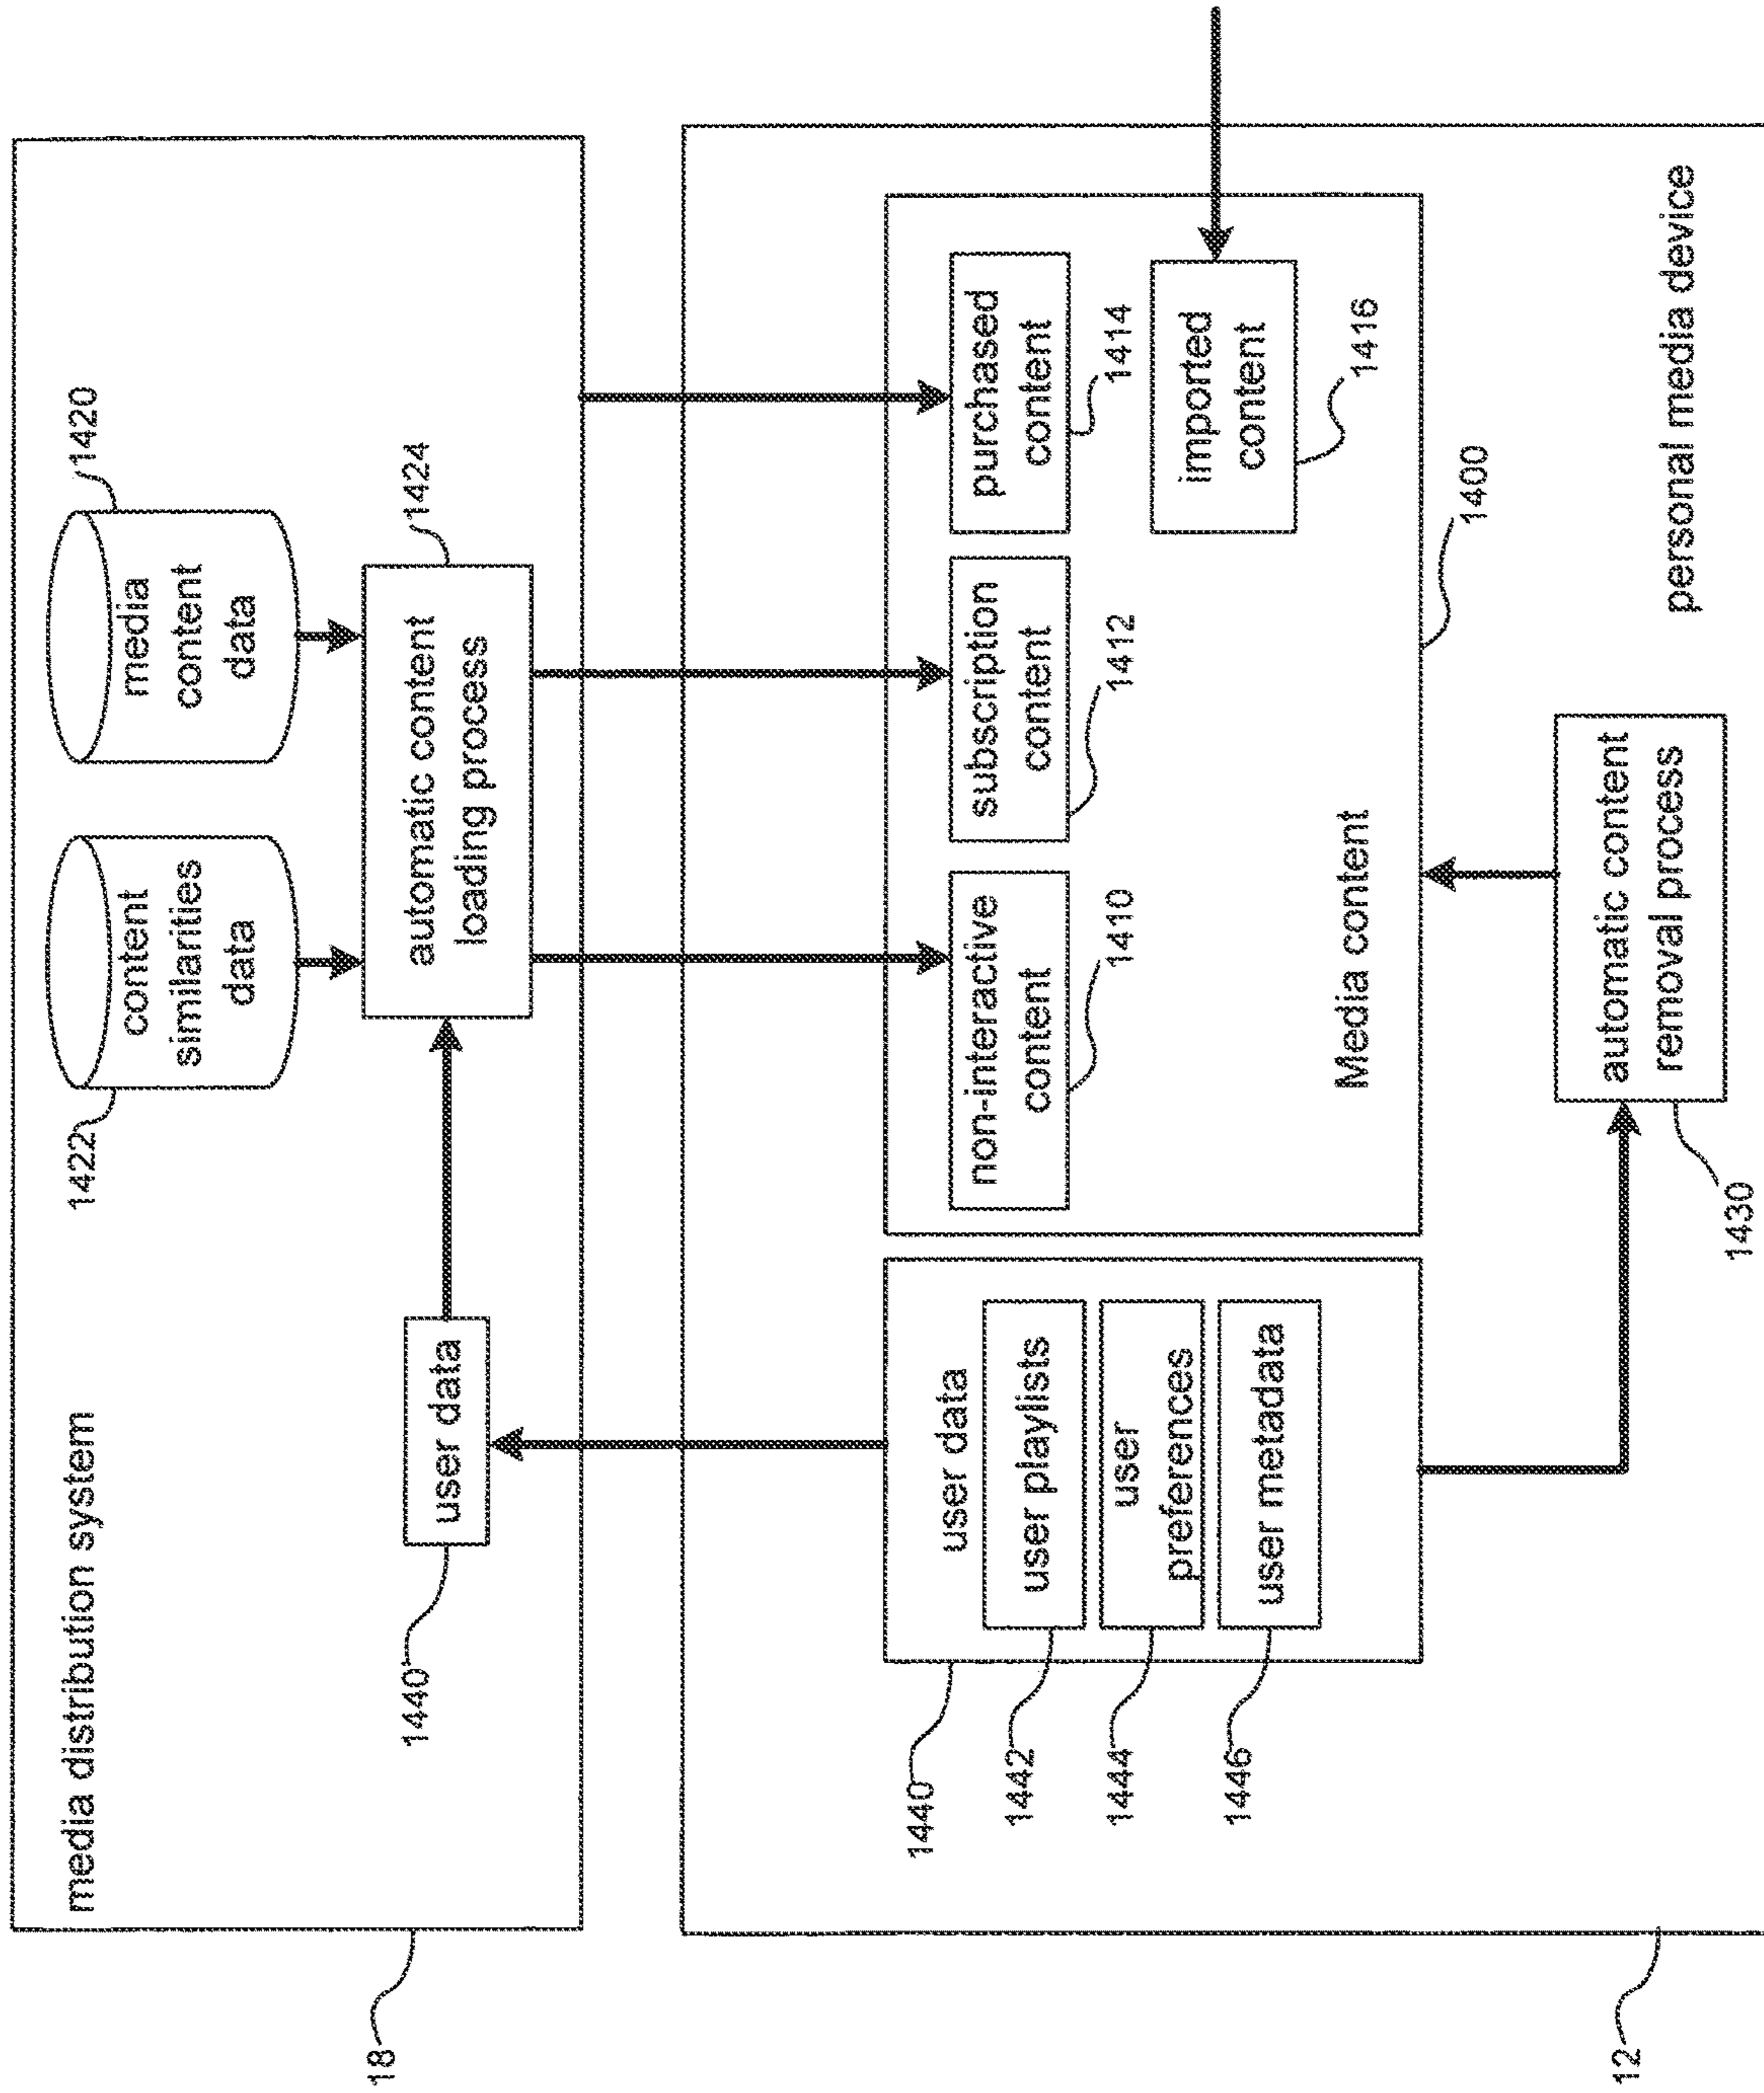 media distribution system
18
1422
content
similarities
data
media
content
data
1420
automatic content
loading process
1424
user data
1440'
user data
user playlists
user
preferences
user metadata
1440
1442
1444
1446
non-interactive
content
1410
subscription
content
1412
purchased
content
1414
imported
content
1416
Media content
1400
automatic content
removal process
1430
personal media device
12